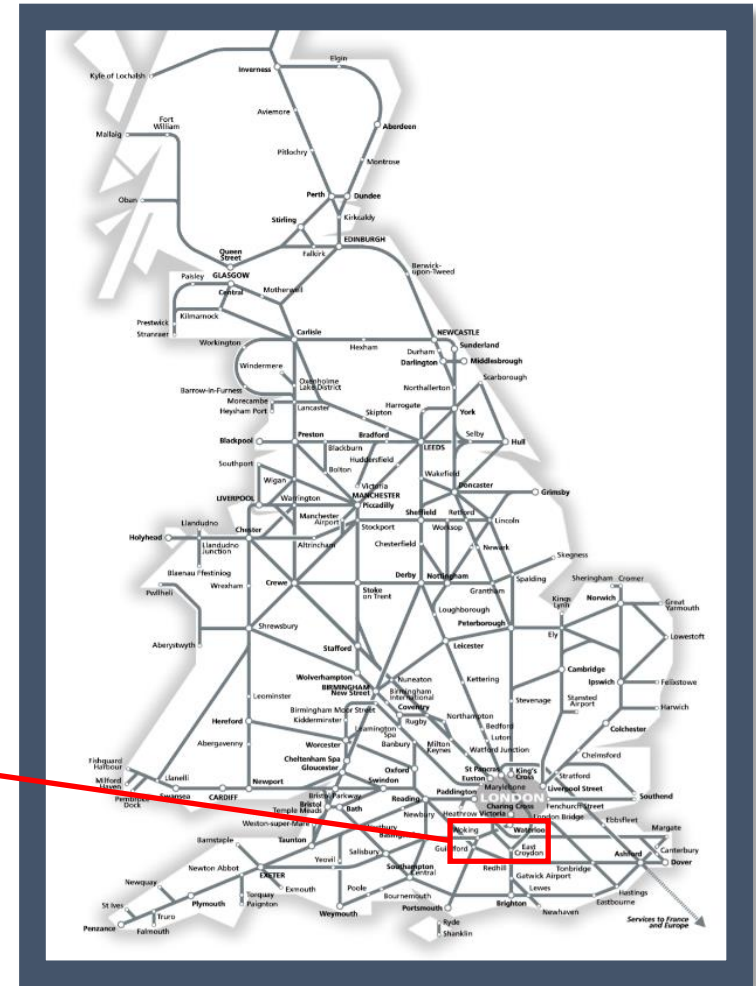 Elgin
Kyle of Lochalsh
Inverness
Aviemore
Fort
William
Aberdeen
Mallaig
Pitlochry
Montrose
Perth
Dundee
Oban
Kirkcaldy
Stirling
EDINBURGH
Queen
Street
Falkirk
Berwick-
upon-Tweed
Paisley
GLASGOW
Central
Motherwell
Prestwick
Kilmarnock
Stranraer
Carlisle
NEWCASTLE
Workington
Hexham
Sunderland
Durham
Darlington
Middlesbrough
Windermere
Scarborough
Oxenholme
Lake District
Barrow-in-Furness
Northallerton
Morecambe
Heysham Port
Lancaster
Harrogate
Skipton
York
Blackpool
Preston
Bradford
Selby
Hull
Blackburn
LEEDS
Southport
Huddersfield
Bolton
Wakefield
Wigan
Victoria
Doncaster
LIVERPOOL
Warrington
MANCHESTER
Piccadilly
Grimsby
Manchester
Airport
Sheffield
Retford
Llandudno
Stockport
Lincoln
Holyhead
Chester
Worksop
Llandudno
Junction
Altrincham
Chesterfield
Newark
Skegness
Blaenau Ffestiniog
Wrexham
Crewe
Stoke
on Trent
Derby
Nottingham
Spalding
Sheringham
Cromer
Pwllheli
Grantham
Kings
Lynn
Norwich
Great
Yarmouth
Loughborough
Peterborough
Shrewsbury
Ely
Lowestoft
Aberystwyth
Stafford
Leicester
Cambridge
Wolverhampton
Nuneaton
Kettering
Ipswich
Felixstowe
BIRMINGHAM
New Street
Birmingham
International
Leominster
Stansted
Airport
Stevenage
Harwich
Birmingham Moor Street
Coventry
Kidderminster
Rugby
Northampton
Hereford
Bedford
Colchester
Leamington
Spa
Luton
Worcester
Banbury
Milton
Keynes
Watford Junction
Abergavenny
Chelmsford
Cheltenham Spa
Fishguard
Harbour
Gloucester
Oxford
St Pancras
King's
Cross
Euston
Stratford
Llanelli
Swindon
Milford
Haven
Newport
Marylebone
Liverpool Street
Paddington
Swansea
CARDIFF
Bristol Parkway
Reading
LONDON
Southend
Pembroke
Dock
Bristol
Temple Meads
Bath
Charing Cross
Fenchurch Street
Newbury
Heathrow
Victoria
London Bridge
Ebbsfleet
Weston-super-Mare
Woking
Waterloo
Margate
Barnstaple
Taunton
Guildford
East
Croydon
Canterbury
Salisbury
Ashford
Dover
Newton Abbot
Yeovil
Redhill
Tonbridge
EXETER
Southampton
Central
Gatwick Airport
Newquay
Exmouth
Poole
Lewes
Hastings
Plymouth
Torquay
Paignton
Bournemouth
Eastbourne
St Ives
Portsmouth
Brighton
Newhaven
Truro
Weymouth
Ryde
Services to France
and Europe
Penzance
Falmouth
Shanklin